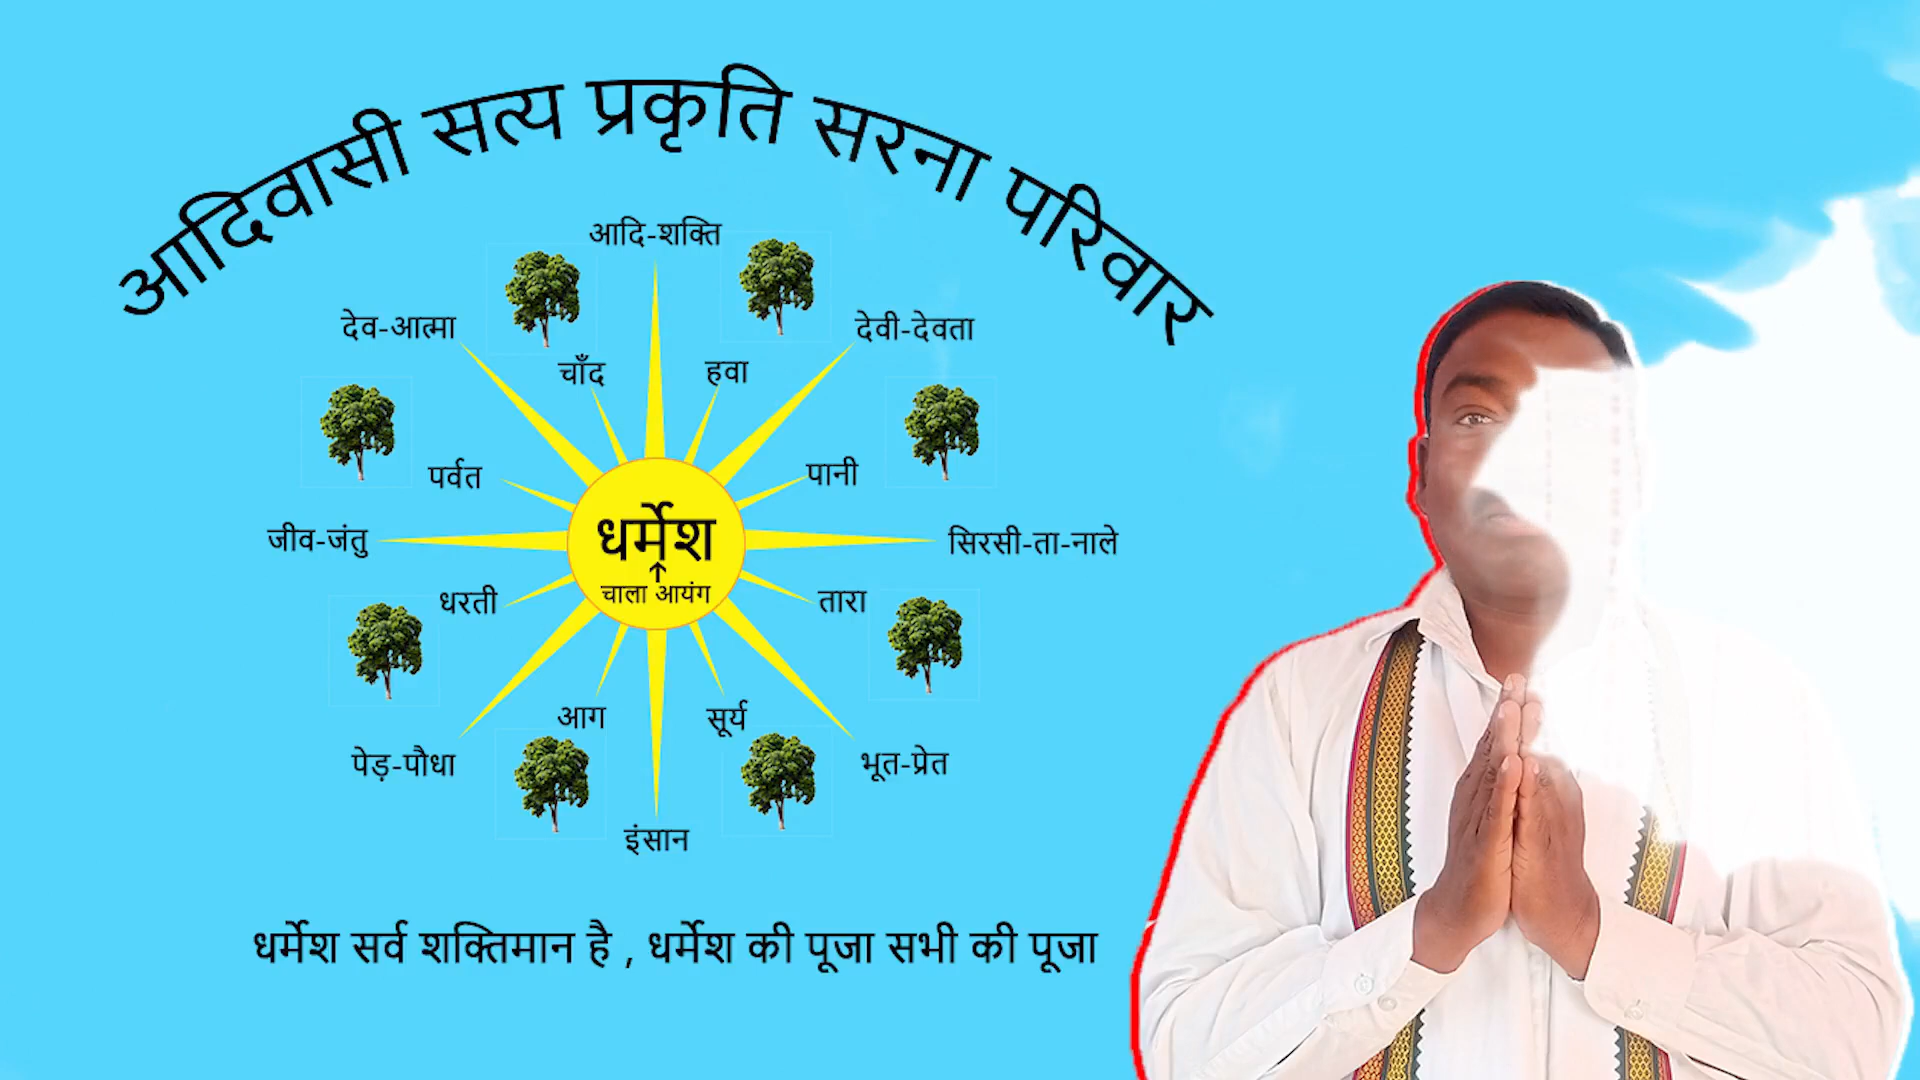 आदिवासी सत्य प्रकृति सरना परिवार
आदि-शक्ति
देव-आत्मा
देवी-देवता
चाँद
हवा
पर्वत
पानी
जीव-जंतु
धर्मेश
सिरसी-ता-नाले
चाला आयंग
धरती
तारा
आग
सूर्य
पेड़-पौधा
भूत-प्रेत
इंसान
धर्मेश सर्व शक्तिमान है , धर्मेश की पूजा सभी की पूजा